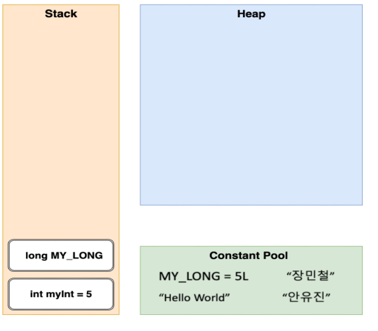 Stack
Heap
long MY_LONG
int myInt = 5
Constant Pool
MY_LONG = 5L "장민철"
"Hello World" "안유진"